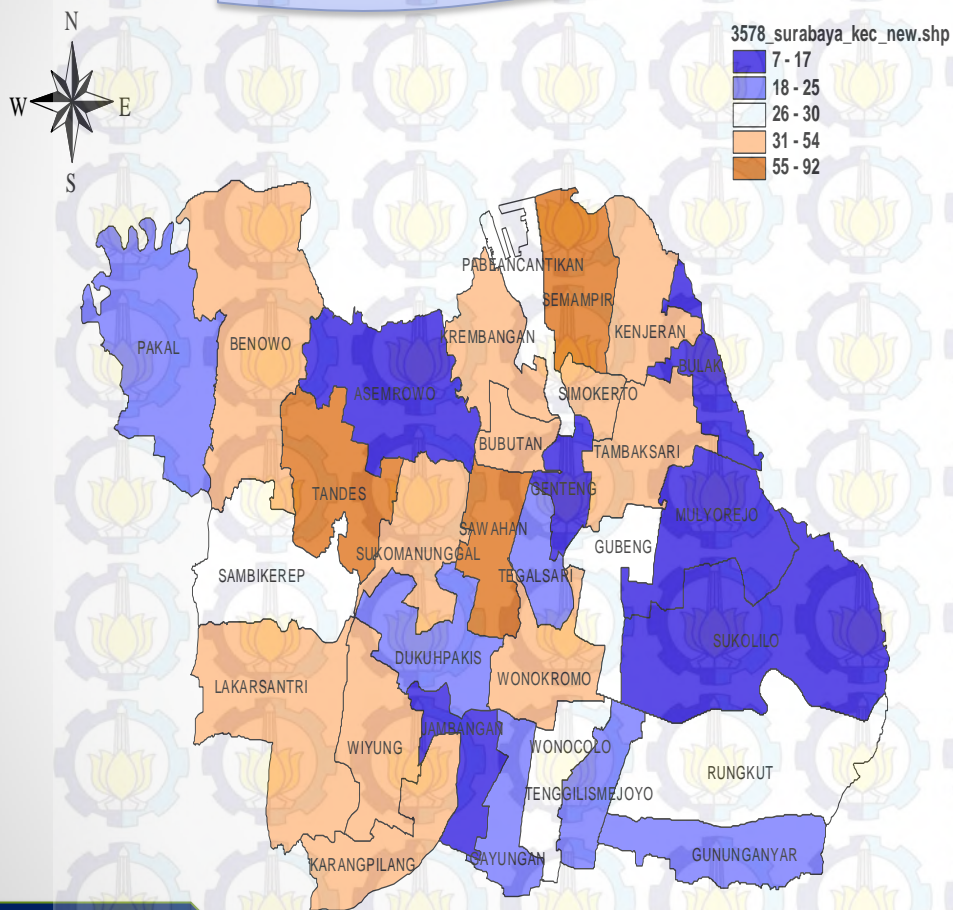 N
W E
S
3578_surabaya_kec_new.shp
7 - 17
18 - 25
26 - 30
31 - 54
55 - 92
PABEANCANTIKAN
SEMAMPIR
KENJERAN
KREMBANGAN
PAKAL
BENOWO
BULAK
ASEMROWO
SIMOKERTO
BUBUTAN
TAMBAKSARI
TANDES
GENTENG
MULYOREJO
SAWAHAN
GUBENG
SUKOMANUNGGAL
SAMBIKEREP
TEGALSARI
SUKOLILO
DUKUHPAKIS
LAKARSANTRI
WONOKROMO
JAMBANGAN
WIYUNG
WONOCOLO
RUNGKUT
TENGGILISMEJOYO
GUNUNGANYAR
GAYUNGAN
KARANGPILANG